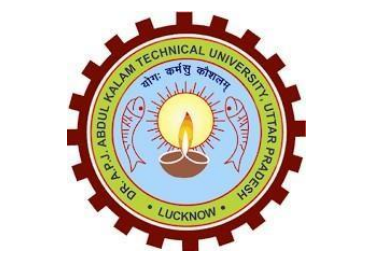 DR. A.P.J. ABDUL KALAM TECHNICAL UNIVERSITY, UTTAR PRADESH
योगः कर्मसु कौशलम्
• LUCKNOW •